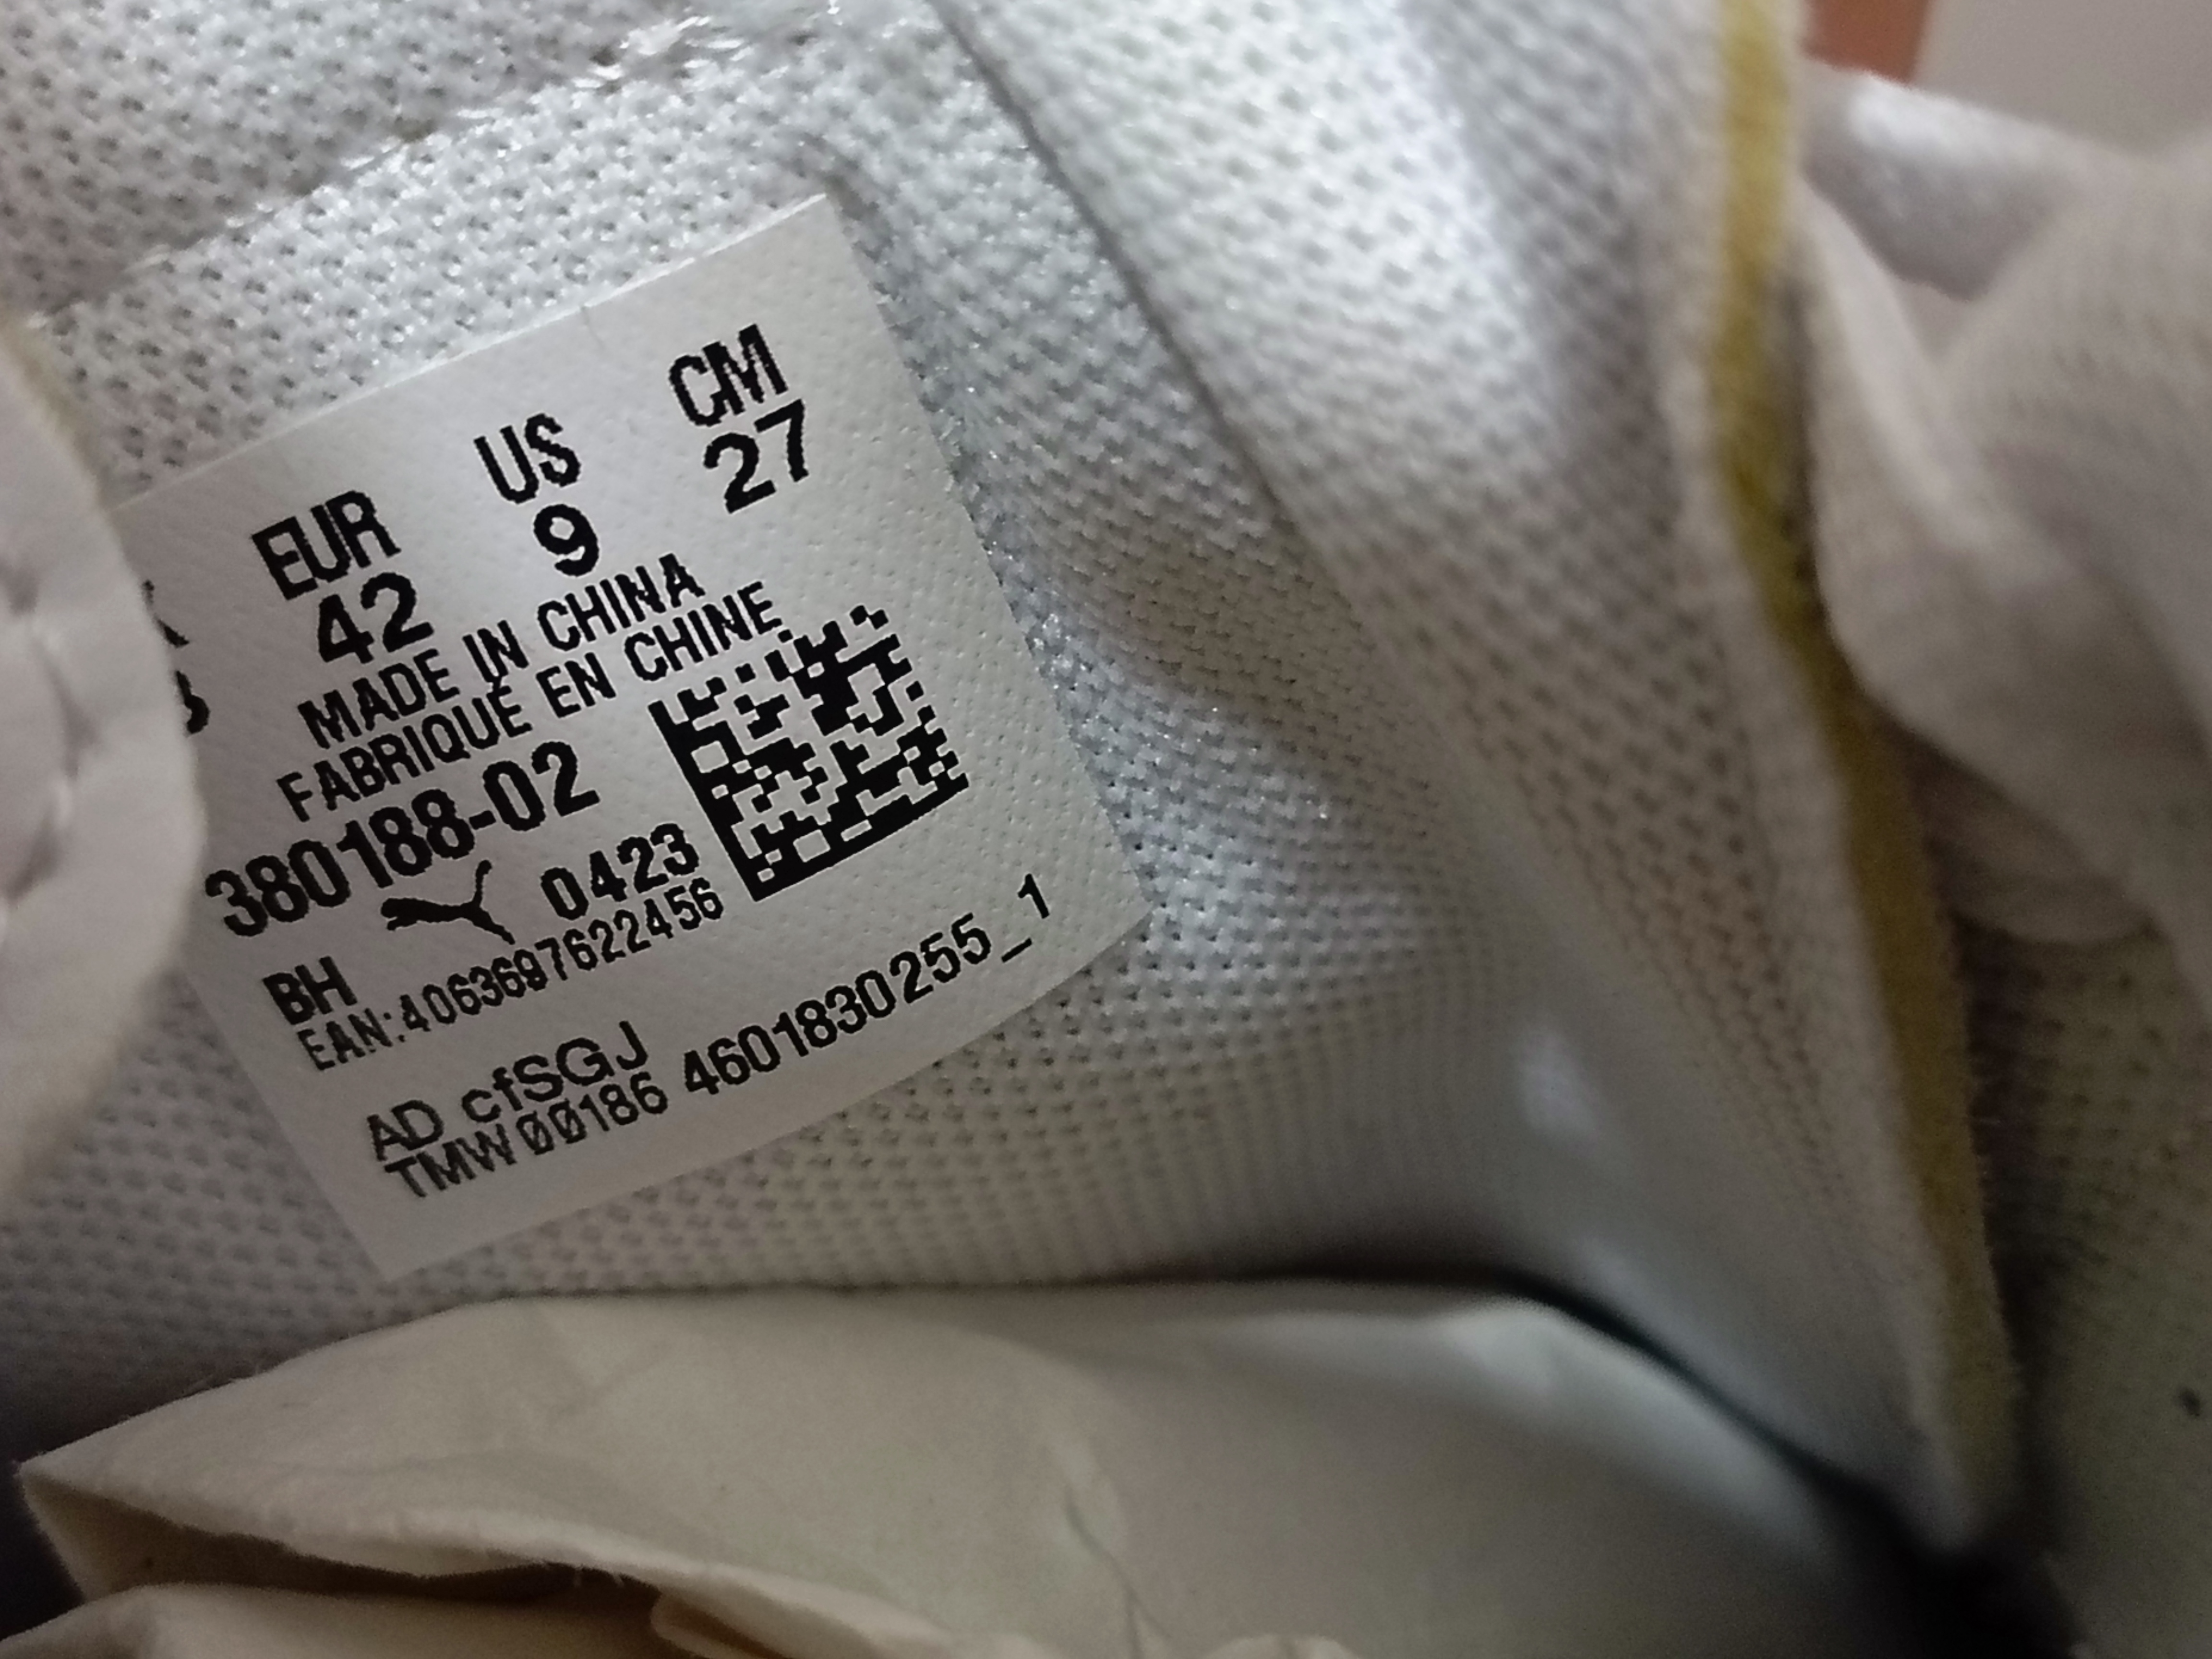 EUR US CM
42 9 27
MADE IN CHINA
FABRIQUÉ EN CHINE
380188-02
0423
BH
EAN:4063697622456
AD cfSGJ
TMW00186 4601830255_1